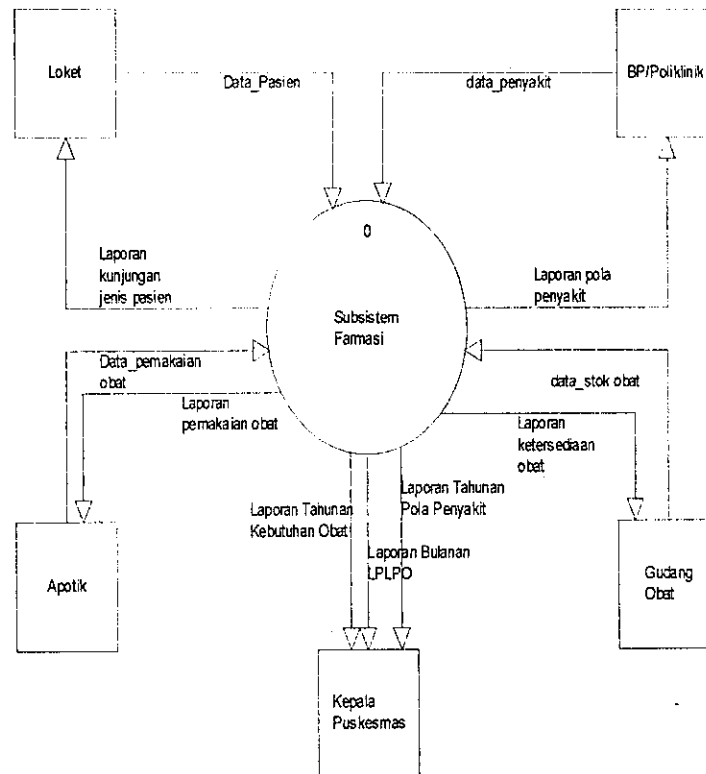 Loket
Data_Pasien
data_penyakit
BP/Poliklinik
0
Laporan
kunjungan
jenis pasien
Laporan pola
penyakit
Subsistem
Farmasi
Data_pemakaian
obat
data_stok obat
Laporan
pemakaian obat
Laporan
ketersediaan
obat
Laporan Tahunan
Kebutuhan Obat
Laporan Tahunan
Pola Penyakit
Laporan Bulanan
LPLPO
Apotik
Gudang
Obat
Kepala
Puskesmas